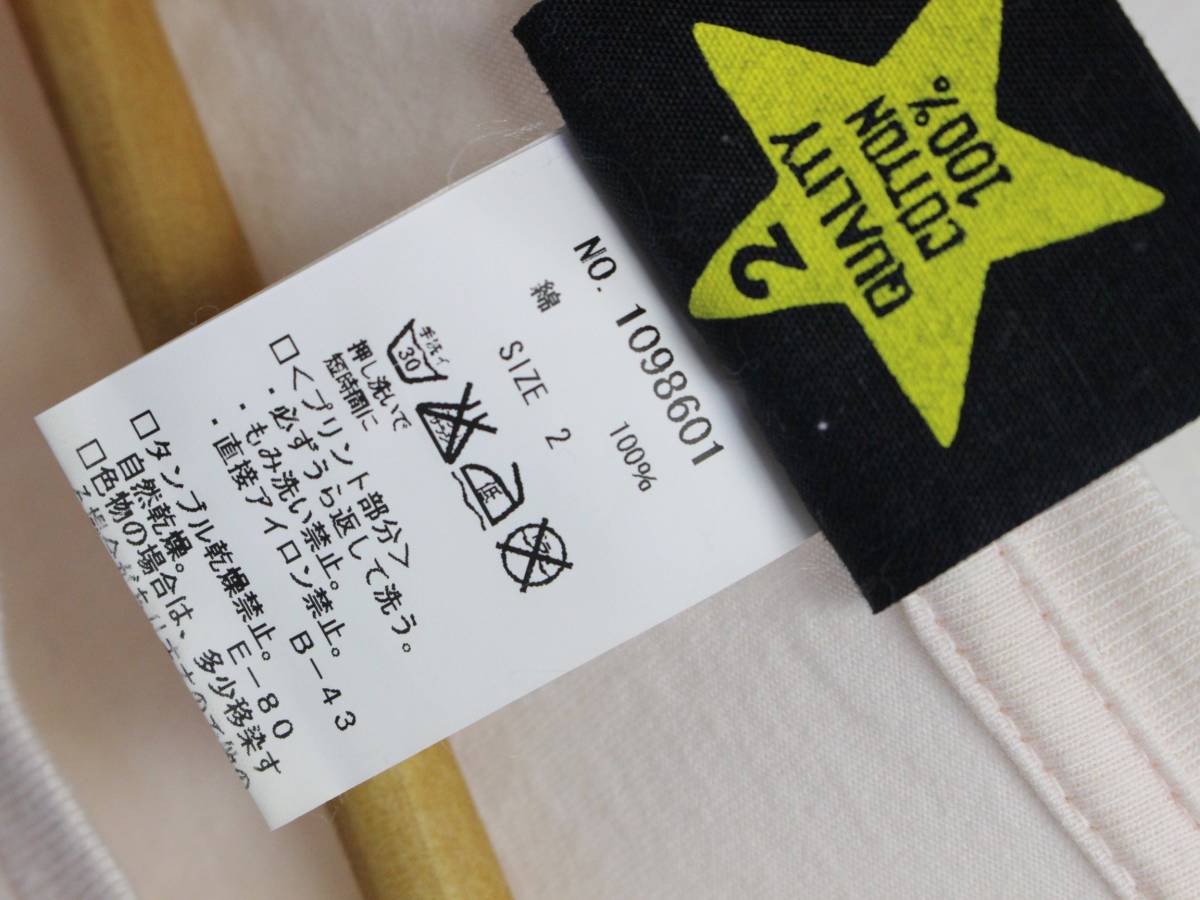 2
QUALITY
COTTON
100%
NO. 1098601
綿 100%
SIZE 2
手洗イ
30
中
押し洗いで
短時間に
□<プリント部分>
・必ずうら返して洗う。
・もみ洗い禁止。
・直接アイロン禁止。 B-43
□タンブル乾燥禁止。
自然乾燥。 E-80
□色物の場合は、多少移染す